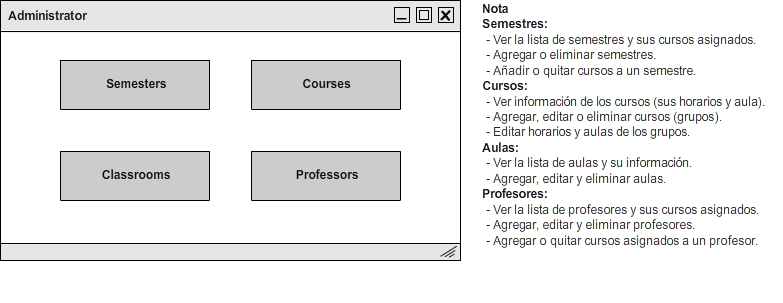 Administrator
Semesters
Courses
Classrooms
Professors
Nota
Semestres:
- Ver la lista de semestres y sus cursos asignados.
- Agregar o eliminar semestres.
- Añadir o quitar cursos a un semestre.
Cursos:
- Ver información de los cursos (sus horarios y aula).
- Agregar, editar o eliminar cursos (grupos).
- Editar horarios y aulas de los grupos.
Aulas:
- Ver la lista de aulas y su información.
- Agregar, editar y eliminar aulas.
Profesores:
- Ver la lista de profesores y sus cursos asignados.
- Agregar, editar y eliminar profesores.
- Agregar o quitar cursos asignados a un profesor.